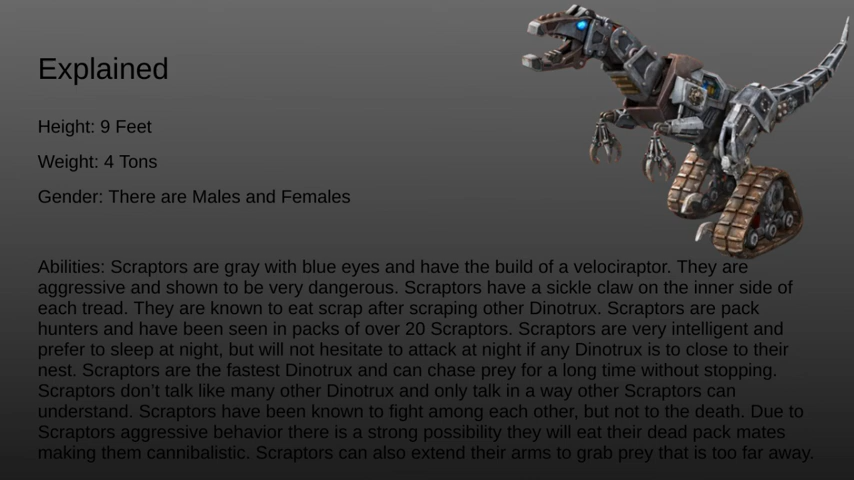 Explained
Height: 9 Feet
Weight: 4 Tons
Gender: There are Males and Females
Abilities: Scraptors are gray with blue eyes and have the build of a velociraptor. They are
aggressive and shown to be very dangerous. Scraptors have a sickle claw on the inner side of
each tread. They are known to eat scrap after scraping other Dinotrux. Scraptors are pack
hunters and have been seen in packs of over 20 Scraptors. Scraptors are very intelligent and
prefer to sleep at night, but will not hesitate to attack at night if any Dinotrux is to close to their
nest. Scraptors are the fastest Dinotrux and can chase prey for a long time without stopping.
Scraptors don’t talk like many other Dinotrux and only talk in a way other Scraptors can
understand. Scraptors have been known to fight among each other, but not to the death. Due to
Scraptors aggressive behavior there is a strong possibility they will eat their dead pack mates
making them cannibalistic. Scraptors can also extend their arms to grab prey that is too far away.